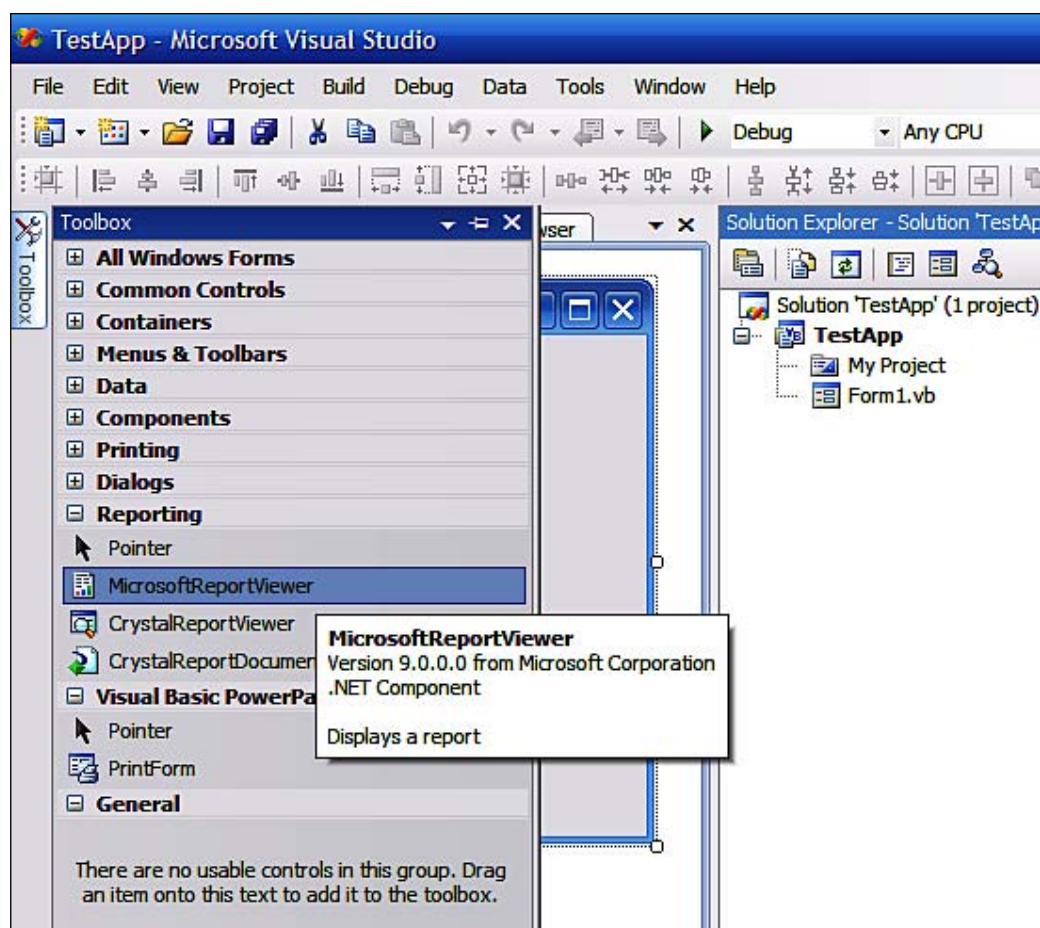 TestApp - Microsoft Visual Studio
File Edit View Project Build Debug Data Tools Window Help
Debug Any CPU
Toolbox
Toolbox
All Windows Forms
Common Controls
Containers
Menus & Toolbars
Data
Components
Printing
Dialogs
Reporting
Pointer
MicrosoftReportViewer
CrystalReportViewer
CrystalReportDocumen
Visual Basic PowerPa
Pointer
PrintForm
General
There are no usable controls in this group. Drag
an item onto this text to add it to the toolbox.
MicrosoftReportViewer
Version 9.0.0.0 from Microsoft Corporation
.NET Component
Displays a report
wser
Solution Explorer - Solution 'TestAp
Solution 'TestApp' (1 project)
TestApp
My Project
Form1.vb